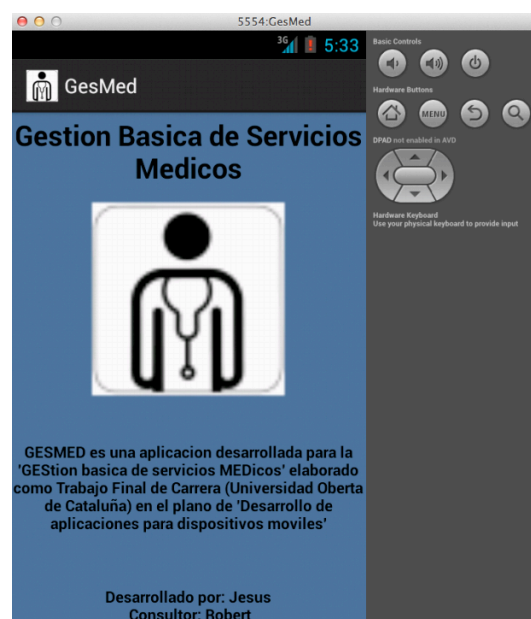 5554:GesMed
3G 5:33
GesMed
Gestion Basica de Servicios
Medicos
GESMED es una aplicacion desarrollada para la
'GEStion basica de servicios MEDicos' elaborado
como Trabajo Final de Carrera (Universidad Oberta
de Cataluña) en el plano de 'Desarrollo de
aplicaciones para dispositivos moviles'
Desarrollado por: Jesus
Consultor: Robert
Basic Controls
Hardware Buttons
MENU
DPAD not enabled in AVD
Hardware Keyboard
Use your physical keyboard to provide input